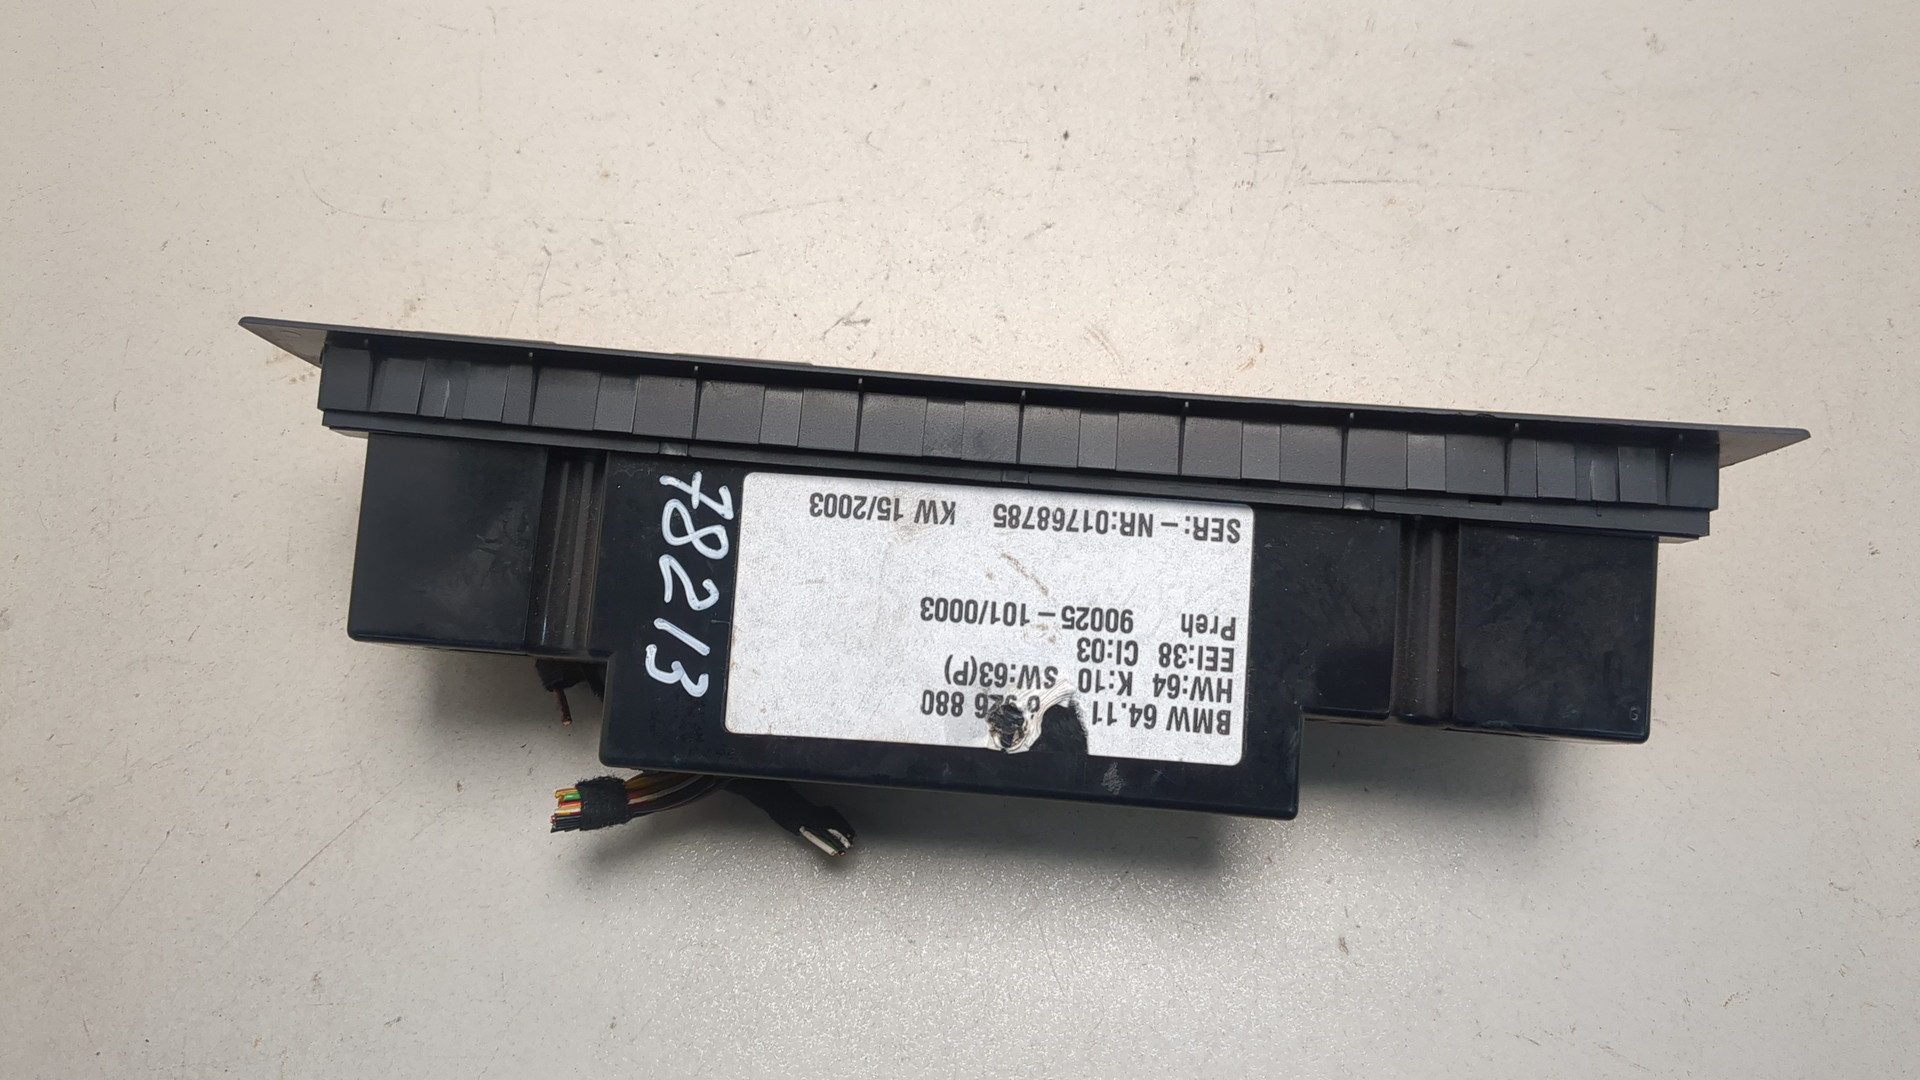 BMW 64.11 926 880
HW:64 K:10 SW:63(P)
EEI:38 CI:03
Preh 90025-101/0003
SER:- NR:01768785 KW 15/2003
78213